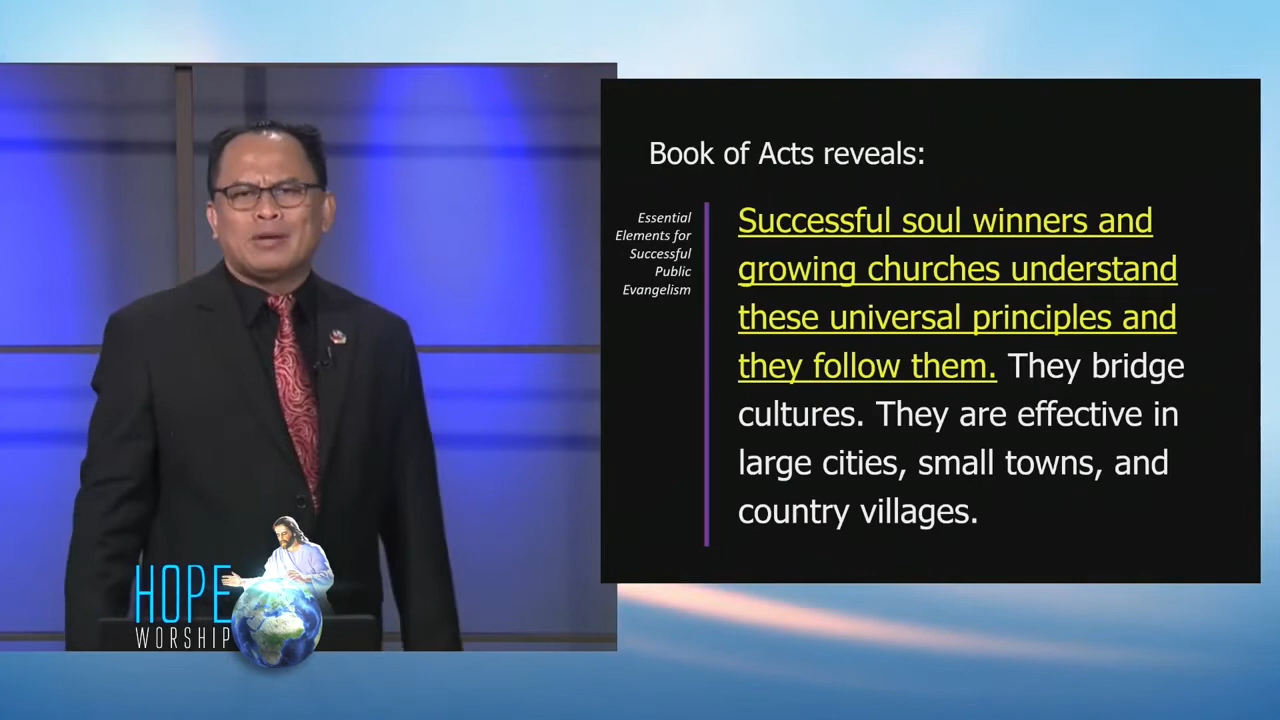 Book of Acts reveals:
Essential
Elements for
Successful
Public
Evangelism
Successful soul winners and
growing churches understand
these universal principles and
they follow them. They bridge
cultures. They are effective in
large cities, small towns, and
country villages.
HOPE
WORSHIP